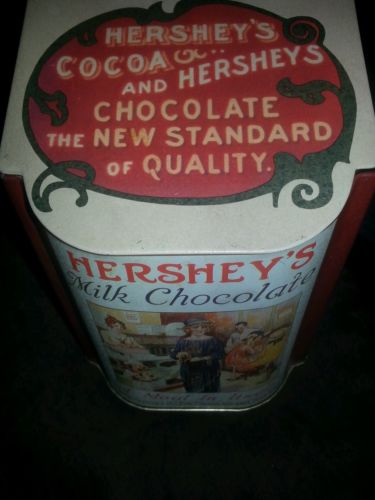 HERSHEY'S
COCOA &
AND HERSHEYS
CHOCOLATE
THE NEW STANDARD
OF QUALITY.
HERSHEY'S
Milk Chocolate